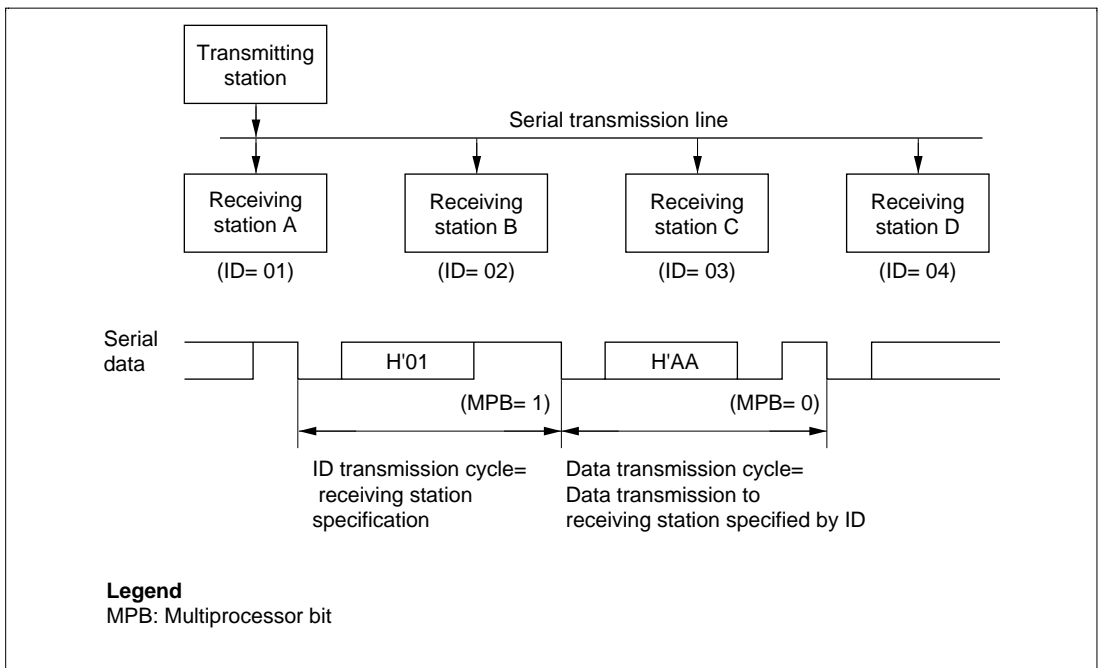 Transmitting
station
Serial transmission line
Receiving
station A
Receiving
station B
Receiving
station C
Receiving
station D
(ID= 01)
(ID= 02)
(ID= 03)
(ID= 04)
Serial
data
H'01
H'AA
(MPB= 1)
(MPB= 0)
ID transmission cycle=
receiving station
specification
Data transmission cycle=
Data transmission to
receiving station specified by ID
Legend
MPB: Multiprocessor bit